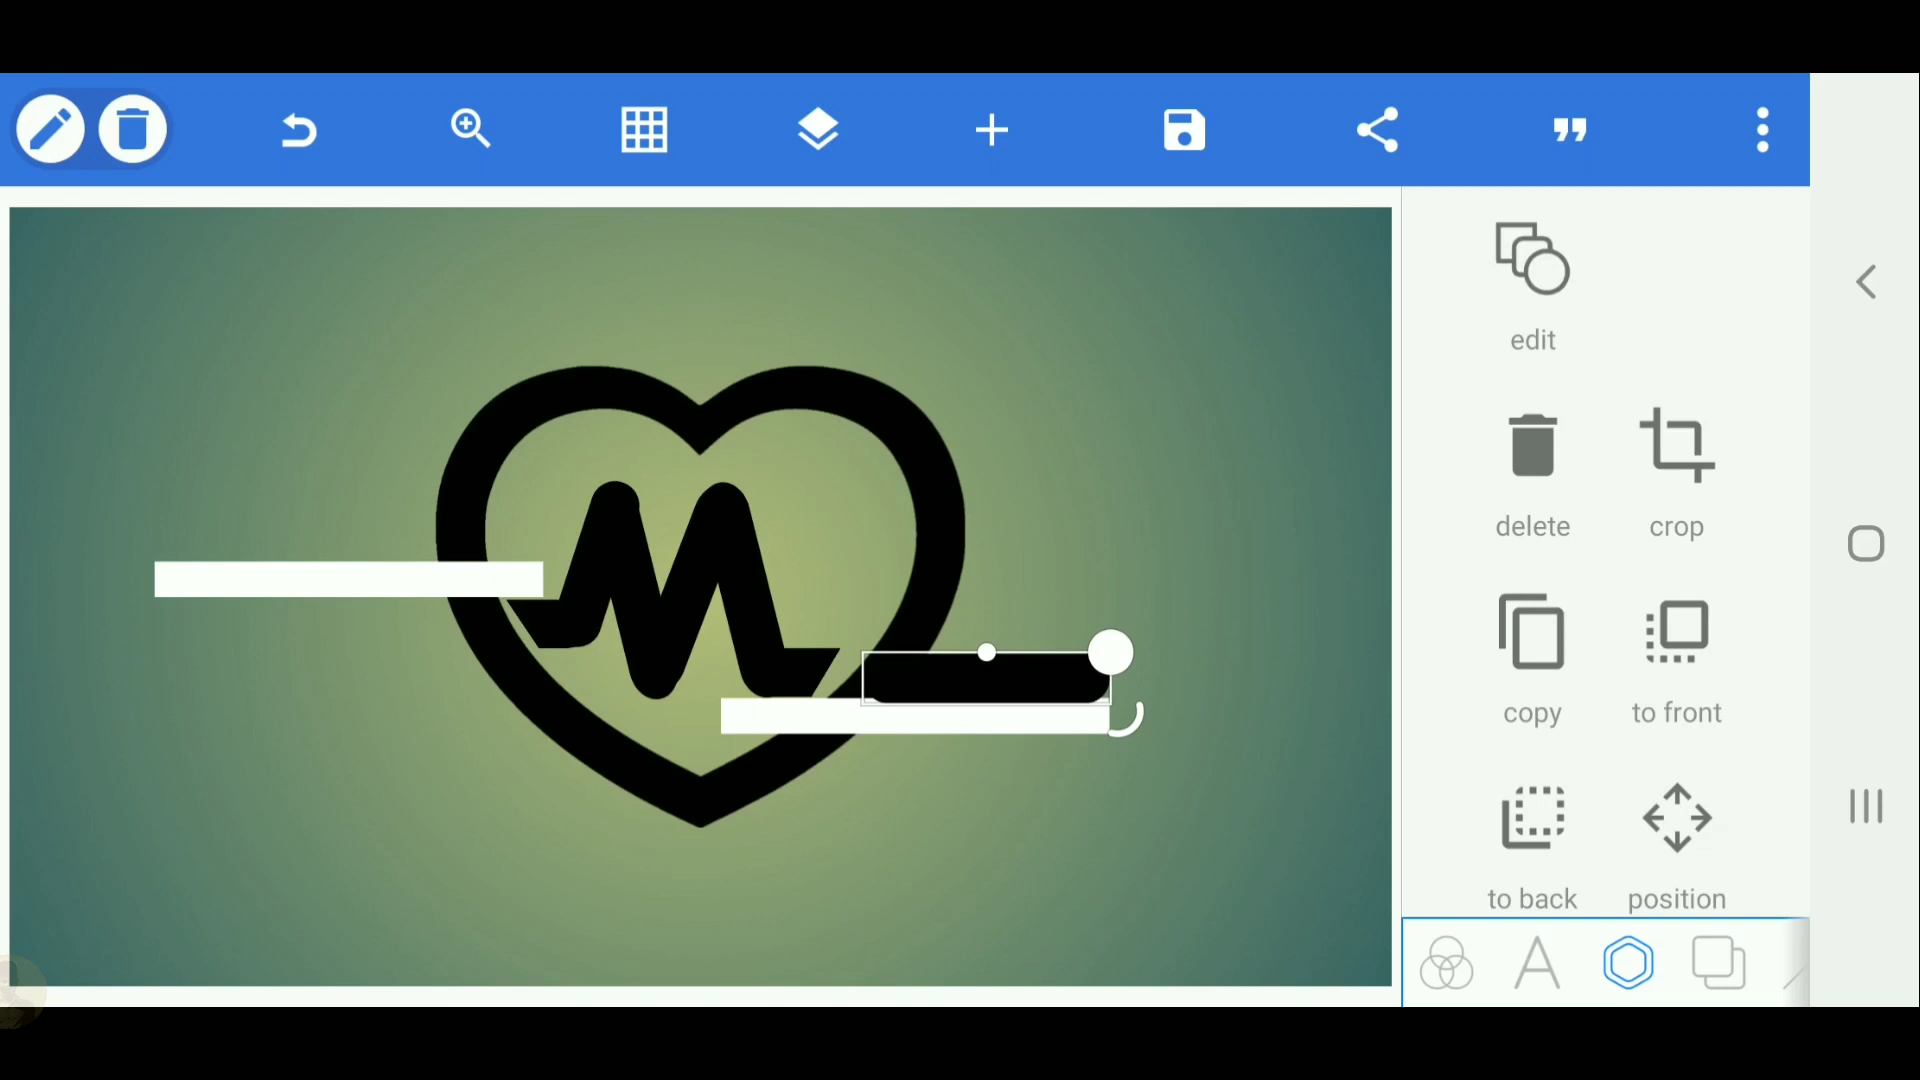 M
edit
delete
crop
copy
to front
to back
position